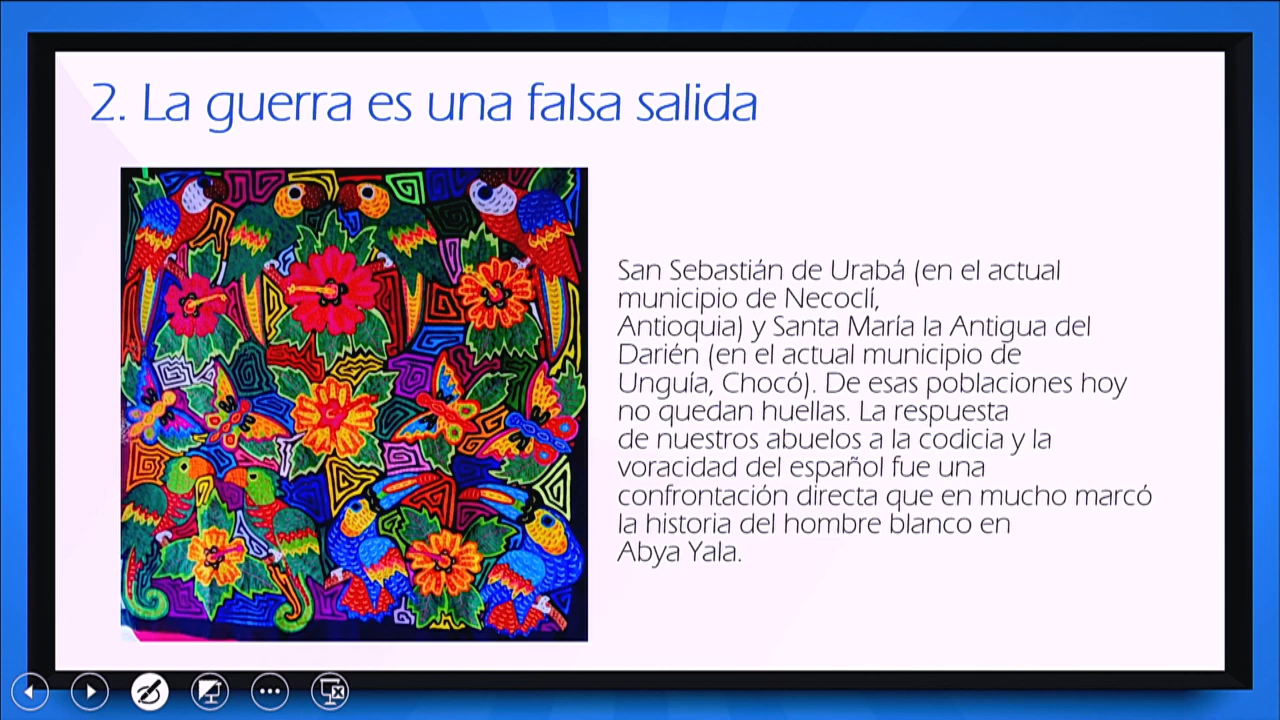 2. La guerra es una falsa salida
San Sebastián de Urabá (en el actual
municipio de Necoclí,
Antioquia) y Santa María la Antigua del
Darién (en el actual municipio de
Unguía, Chocó). De esas poblaciones hoy
no quedan huellas. La respuesta
de nuestros abuelos a la codicia y la
voracidad del español fue una
confrontación directa que en mucho marcó
la historia del hombre blanco en
Abya Yala.